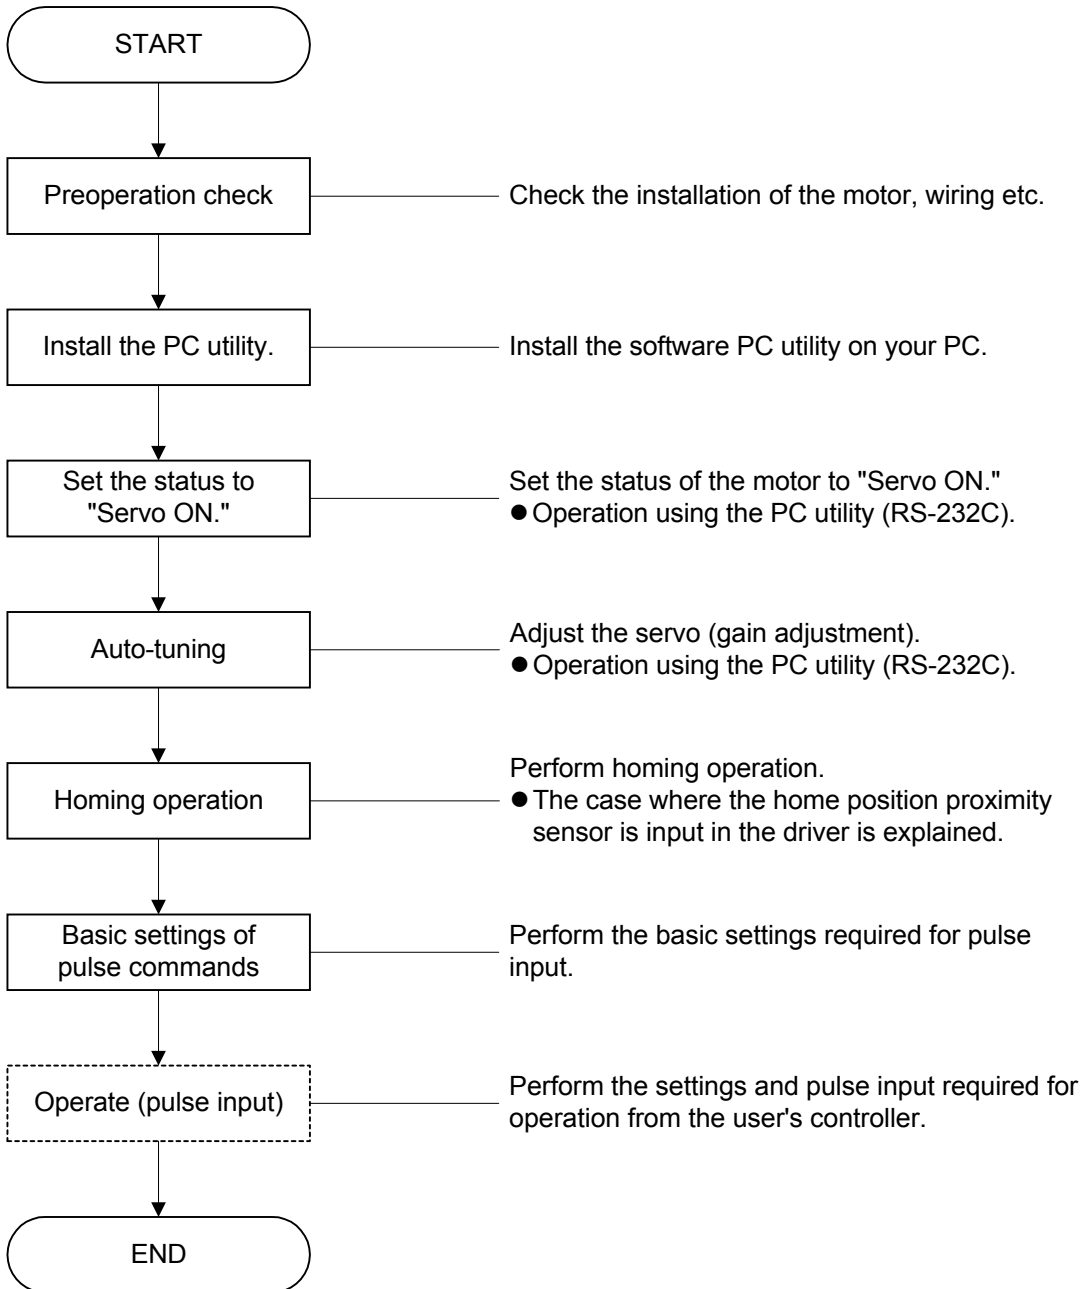 START
Preoperation check
Check the installation of the motor, wiring etc.
Install the PC utility.
Install the software PC utility on your PC.
Set the status to
"Servo ON."
Set the status of the motor to "Servo ON."
● Operation using the PC utility (RS-232C).
Auto-tuning
Adjust the servo (gain adjustment).
● Operation using the PC utility (RS-232C).
Homing operation
Perform homing operation.
● The case where the home position proximity
sensor is input in the driver is explained.
Basic settings of
pulse commands
Perform the basic settings required for pulse
input.
Operate (pulse input)
Perform the settings and pulse input required for
operation from the user's controller.
END